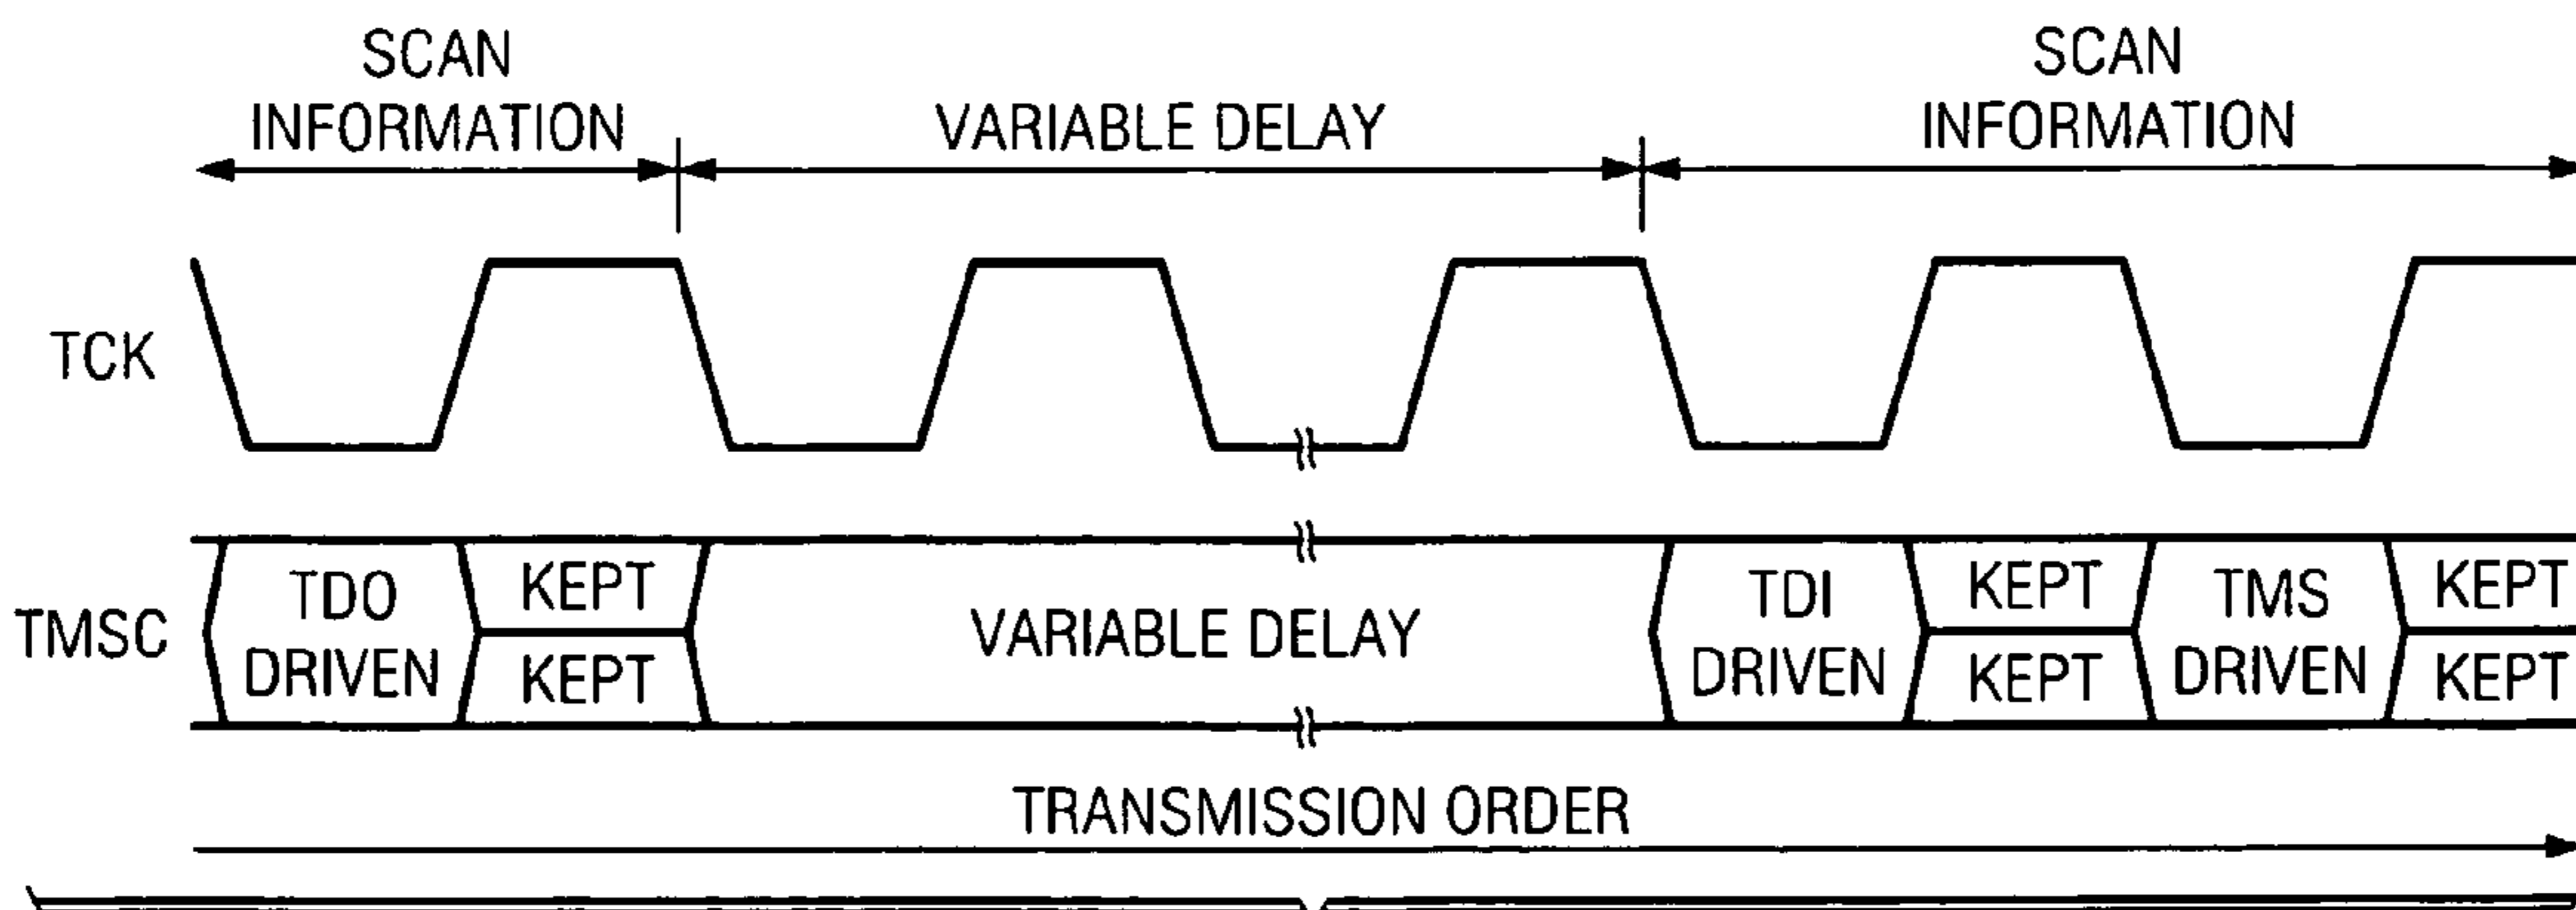 SCAN
INFORMATION
VARIABLE DELAY
SCAN
INFORMATION
TCK
TMSC
TDO
DRIVEN
KEPT
KEPT
VARIABLE DELAY
TDI
DRIVEN
KEPT
KEPT
TMS
DRIVEN
KEPT
KEPT
TRANSMISSION ORDER